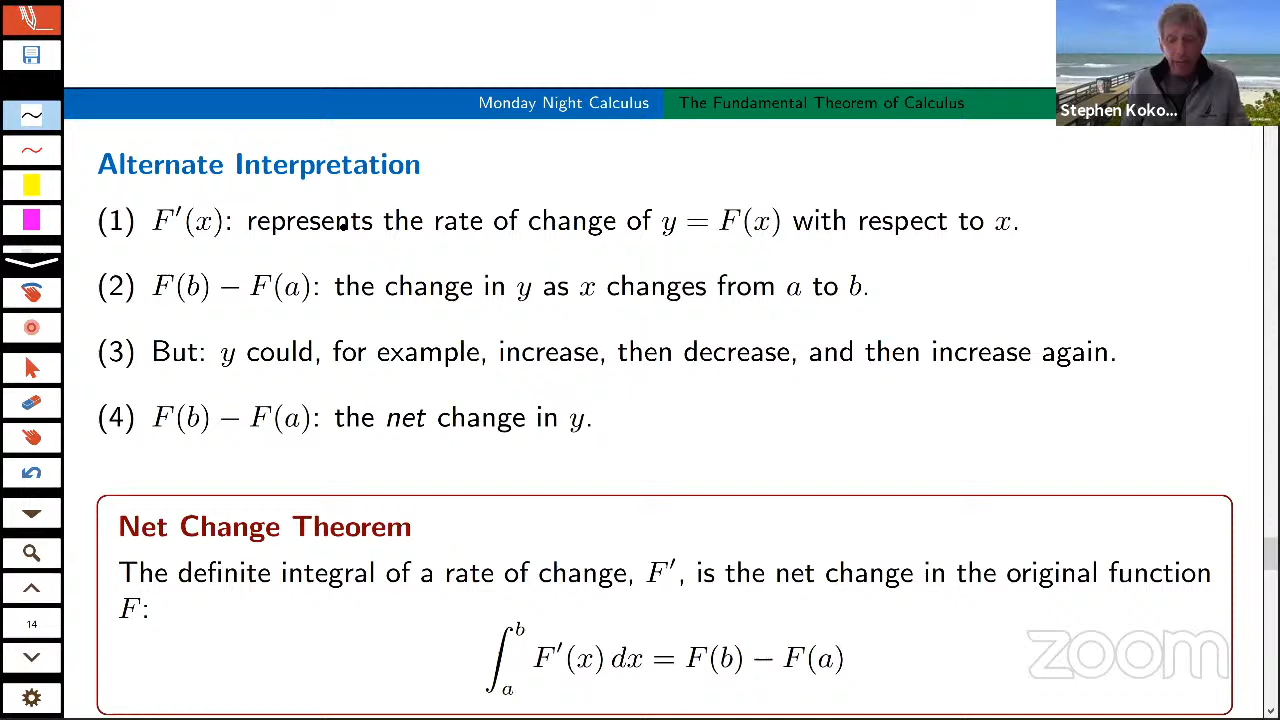 Monday Night Calculus The Fundamental Theorem of Calculus
Stephen Koko...
Alternate Interpretation
(1) F′(x): represents the rate of change of y = F(x) with respect to x.
(2) F(b) − F(a): the change in y as x changes from a to b.
(3) But: y could, for example, increase, then decrease, and then increase again.
(4) F(b) − F(a): the net change in y.
Net Change Theorem
The definite integral of a rate of change, F′, is the net change in the original function
F:
∫_a^b F′(x) dx = F(b) − F(a)
14
zoom